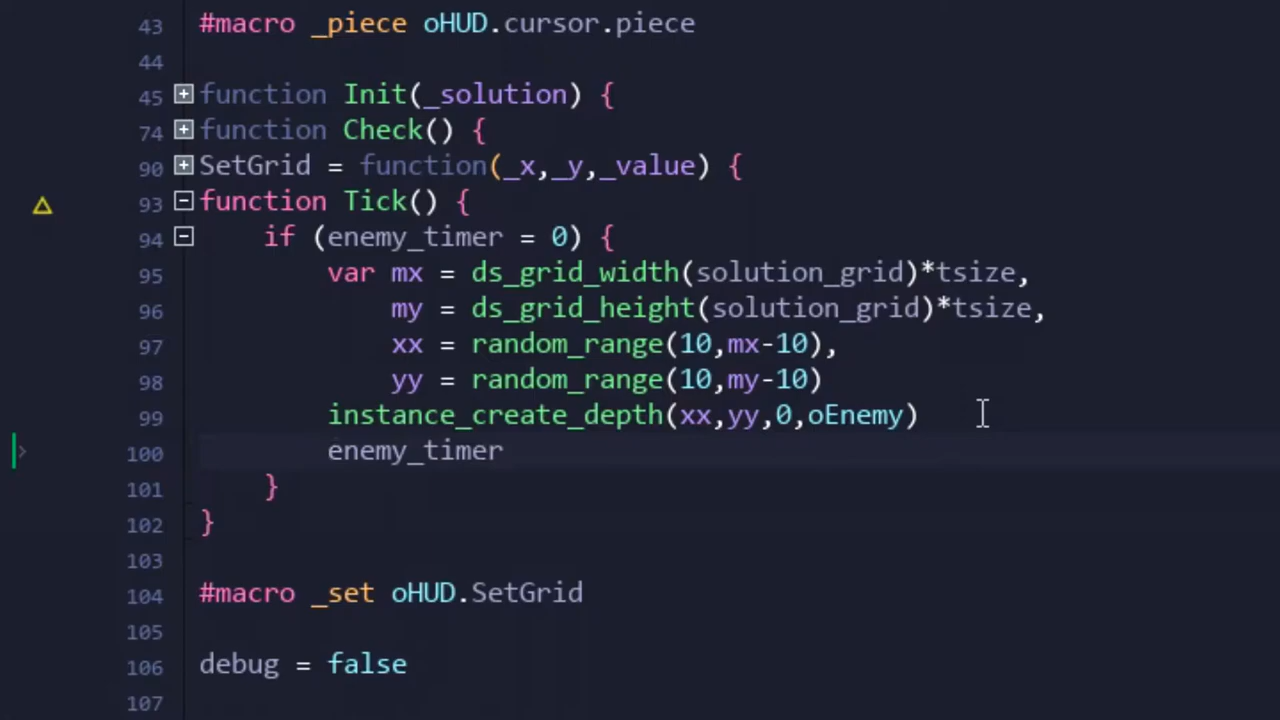 43 #macro _piece oHUD.cursor.piece
44
45 function Init(_solution) {
74 function Check() {
90 SetGrid = function(_x,_y,_value) {
93 function Tick() {
94     if (enemy_timer = 0) {
95         var mx = ds_grid_width(solution_grid)*tsize,
96             my = ds_grid_height(solution_grid)*tsize,
97             xx = random_range(10,mx-10),
98             yy = random_range(10,my-10)
99         instance_create_depth(xx,yy,0,oEnemy)
100         enemy_timer
101     }
102 }
103
104 #macro _set oHUD.SetGrid
105
106 debug = false
107